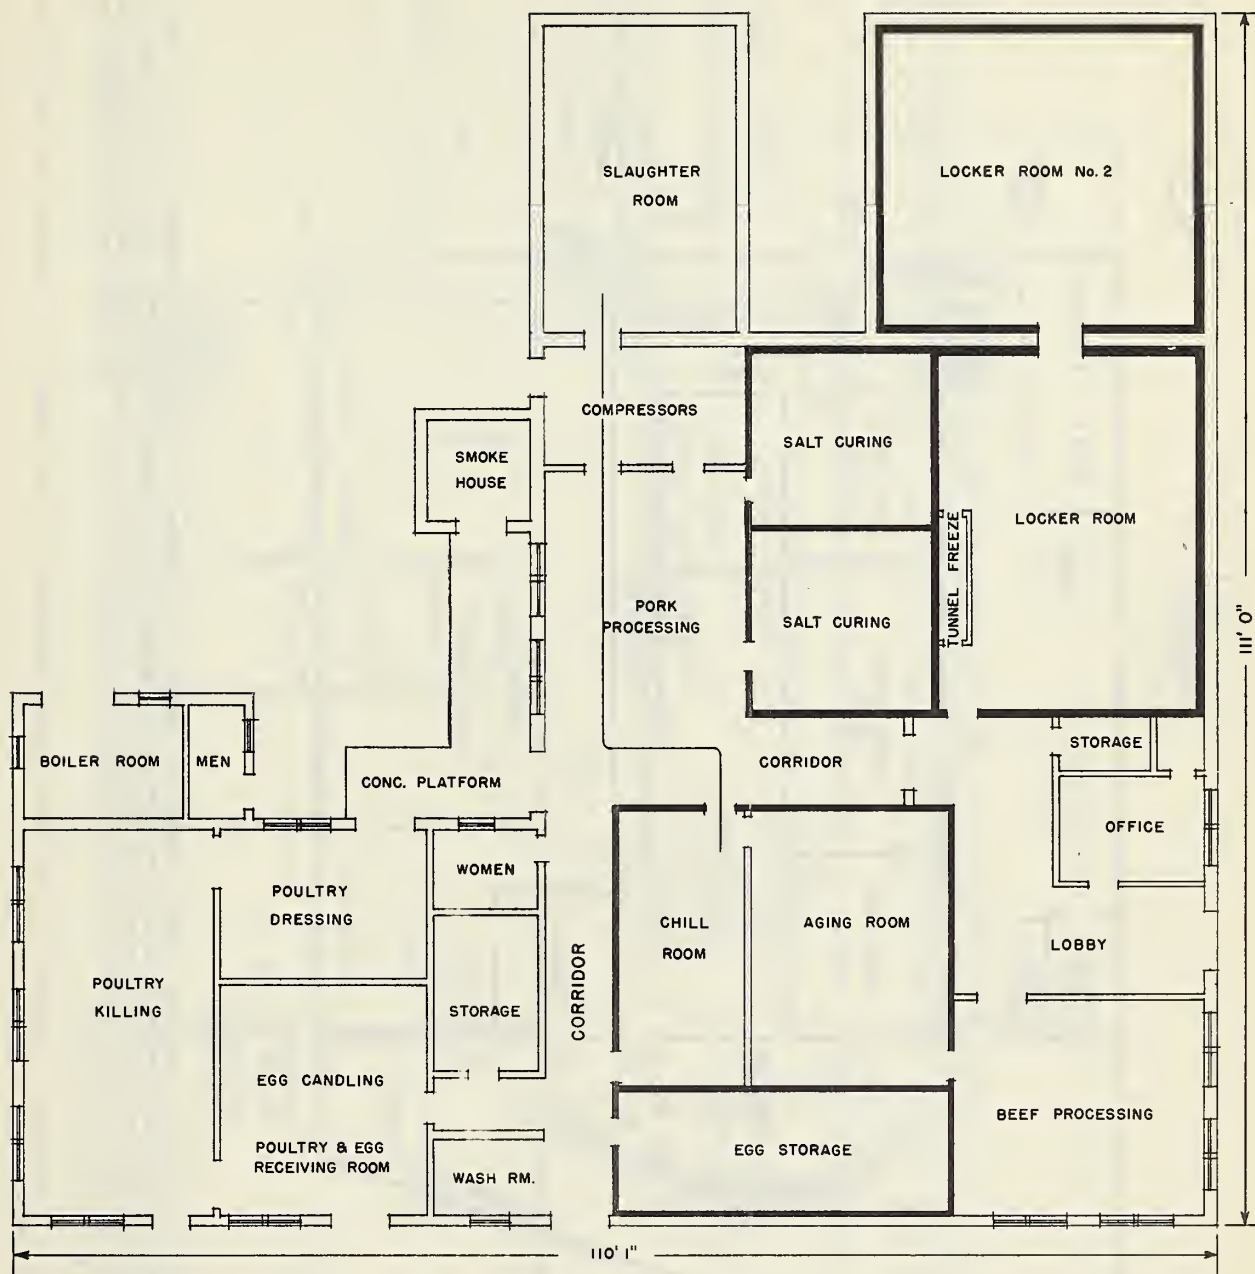 SLAUGHTER
ROOM
LOCKER ROOM No. 2
COMPRESSORS
SMOKE
HOUSE
SALT CURING
LOCKER ROOM
TUNNEL FREEZE
PORK
PROCESSING
SALT CURING
111' 0"
BOILER ROOM
MEN
CONC. PLATFORM
CORRIDOR
STORAGE
OFFICE
WOMEN
POULTRY
DRESSING
CHILL
ROOM
AGING ROOM
LOBBY
POULTRY
KILLING
STORAGE
CORRIDOR
EGG CANDLING
POULTRY & EGG
RECEIVING ROOM
WASH RM.
EGG STORAGE
BEEF PROCESSING
110' 1"